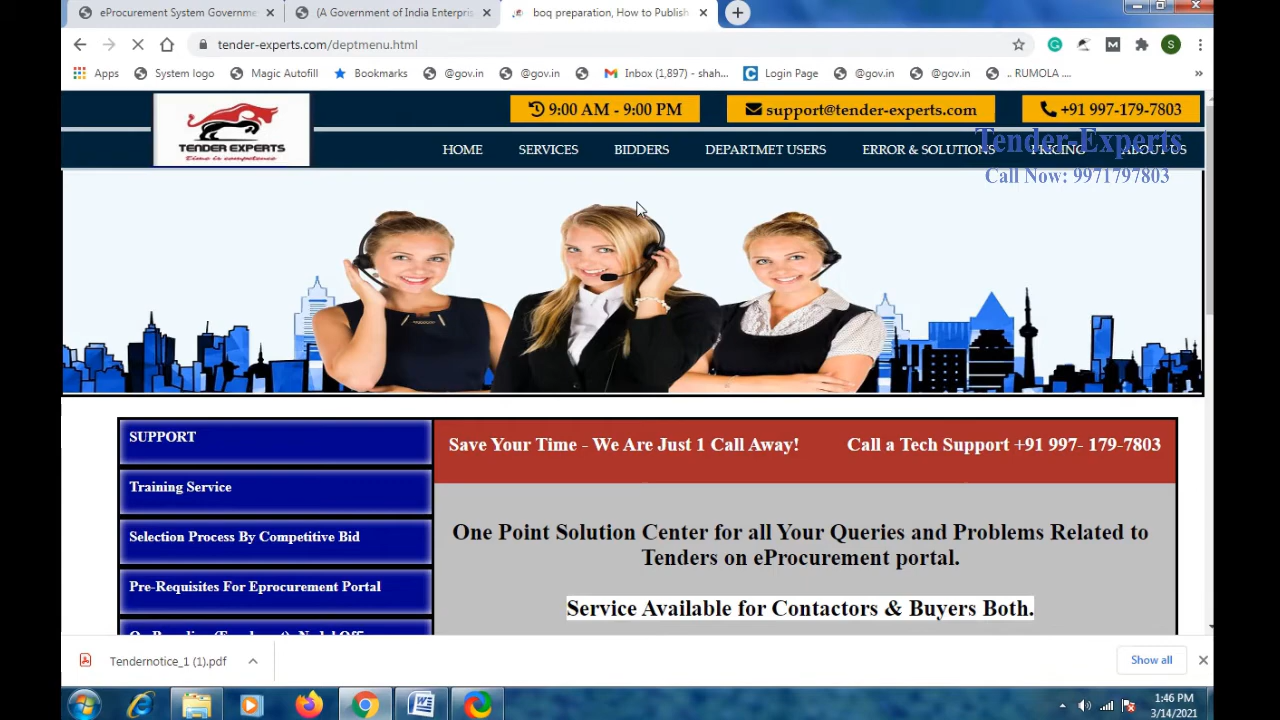 eProcurement System Governme
(A Government of India Enterpris
boq preparation, How to Publish
tender-experts.com/deptmenu.html
M
S
Apps
System logo
Magic Autofill
Bookmarks
@gov.in
@gov.in
Inbox (1,897) - shah...
Login Page
@gov.in
@gov.in
.. RUMOLA ....
»
9:00 AM - 9:00 PM
support@tender-experts.com
+91 997-179-7803
TENDER EXPERTS
Time is competence
HOME
SERVICES
BIDDERS
DEPARTMET USERS
ERROR & SOLUTIONS
PRICING
ABOUT US
Tender-Experts
Call Now: 9971797803
SUPPORT
Training Service
Selection Process By Competitive Bid
Pre-Requisites For Eprocurement Portal
Save Your Time - We Are Just 1 Call Away!
Call a Tech Support +91 997- 179-7803
One Point Solution Center for all Your Queries and Problems Related to
Tenders on eProcurement portal.
Service Available for Contactors & Buyers Both.
Tendernotice_1 (1).pdf
Show all
1:46 PM
3/14/2021